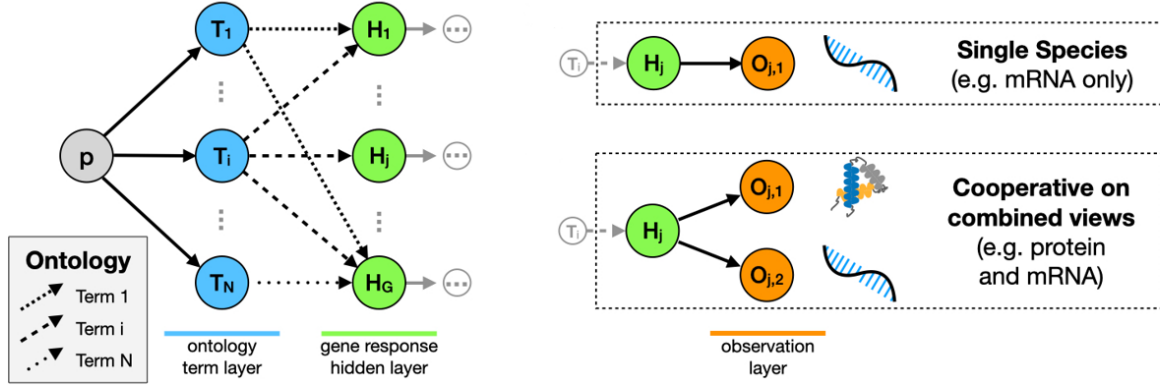 p
T1
Ti
TN
H1
Hj
HG
Ontology
Term 1
Term i
Term N
ontology
term layer
gene response
hidden layer
Ti
Hj
Oj,1
Single Species
(e.g. mRNA only)
Ti
Hj
Oj,1
Oj,2
Cooperative on
combined views
(e.g. protein
and mRNA)
observation
layer